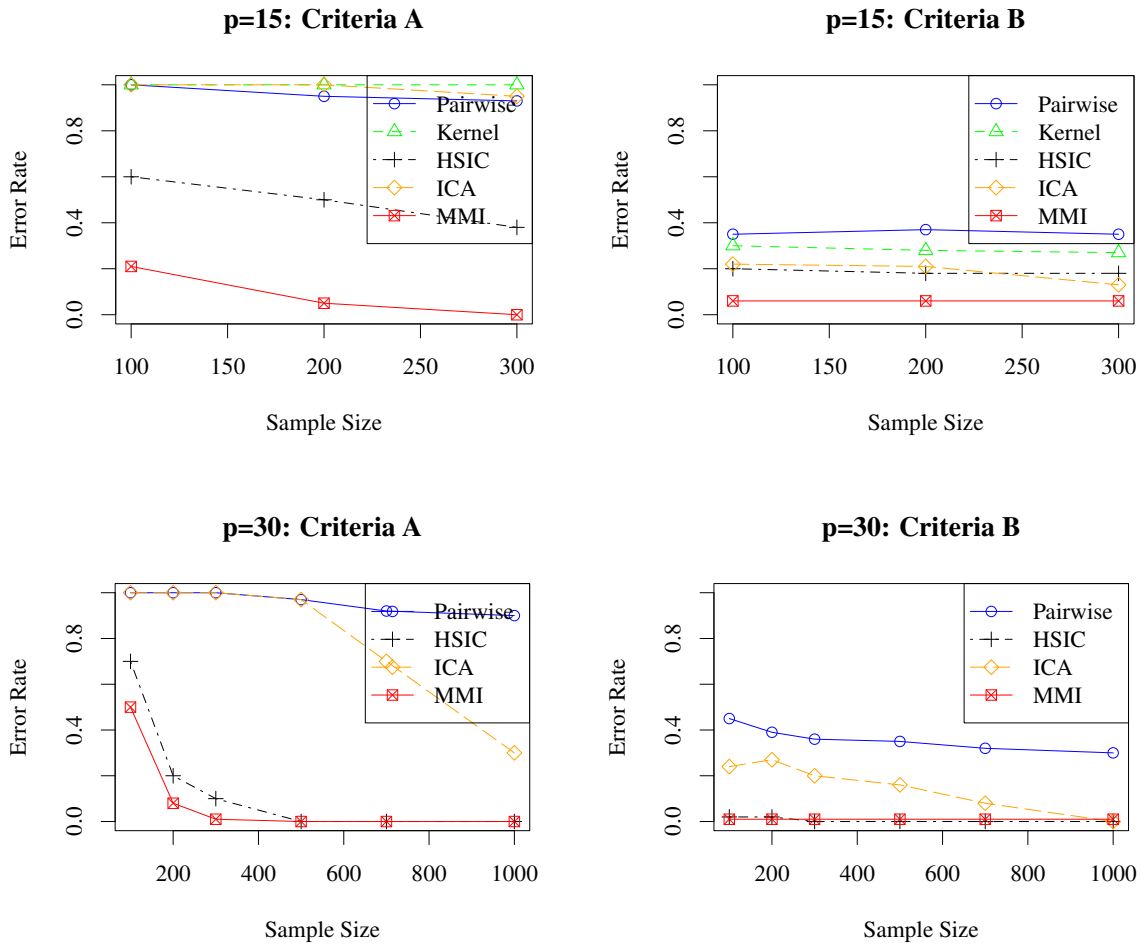 p=15: Criteria A
Error Rate
0.0 0.4 0.8
Pairwise
Kernel
HSIC
ICA
MMI
100 150 200 250 300
Sample Size
p=15: Criteria B
Error Rate
0.0 0.4 0.8
Pairwise
Kernel
HSIC
ICA
MMI
100 150 200 250 300
Sample Size
p=30: Criteria A
Error Rate
0.0 0.4 0.8
Pairwise
HSIC
ICA
MMI
200 400 600 800 1000
Sample Size
p=30: Criteria B
Error Rate
0.0 0.4 0.8
Pairwise
HSIC
ICA
MMI
200 400 600 800 1000
Sample Size